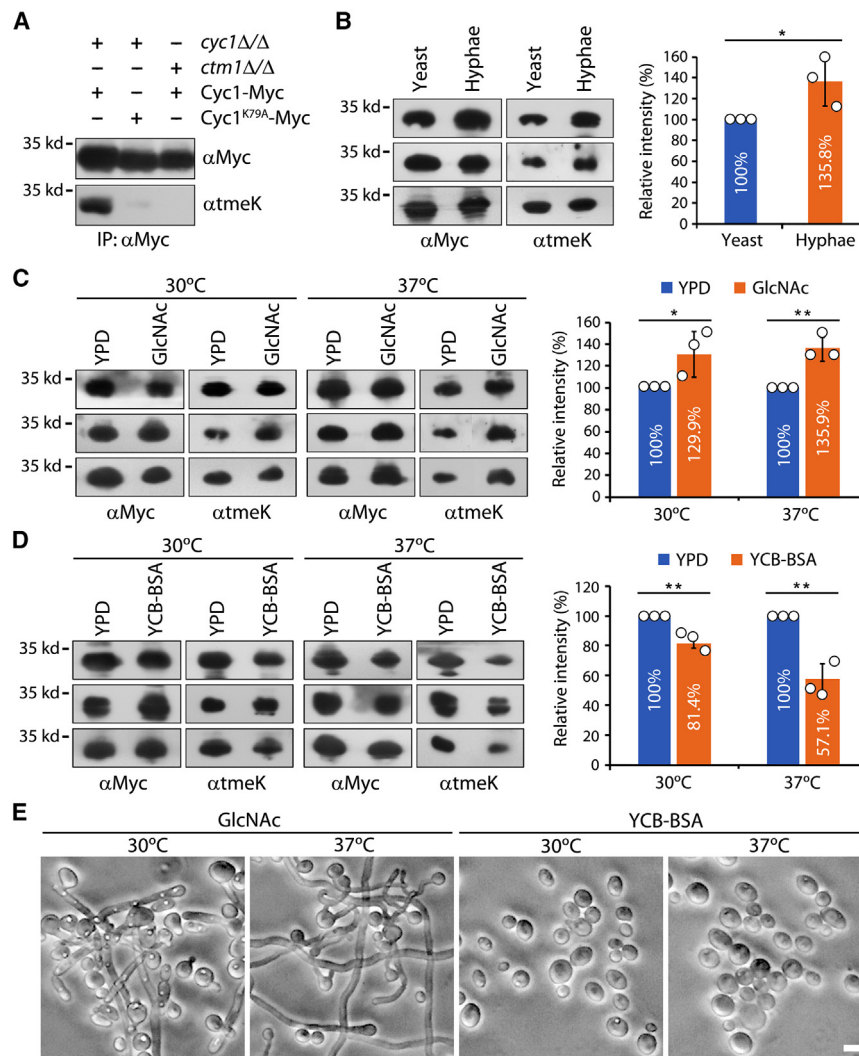 A
+ + – cyc1Δ/Δ
– – + ctm1Δ/Δ
+ – + Cyc1-Myc
– + – Cyc1K79A-Myc
35 kd
αMyc
35 kd
αtmeK
IP: αMyc
B
Yeast Hyphae Yeast Hyphae
35 kd
35 kd
35 kd
αMyc αtmeK
Relative intensity (%)
160
140
120
100
80
60
40
20
0
*
100%
135.8%
Yeast Hyphae
C
30ºC 37ºC
YPD GlcNAc YPD GlcNAc YPD GlcNAc YPD GlcNAc
35 kd
35 kd
35 kd
αMyc αtmeK αMyc αtmeK
YPD GlcNAc
Relative intensity (%)
160
140
120
100
80
60
40
20
0
* **
100% 129.9% 100% 135.9%
30ºC 37ºC
D
30ºC 37ºC
YPD YCB-BSA YPD YCB-BSA YPD YCB-BSA YPD YCB-BSA
35 kd
35 kd
35 kd
αMyc αtmeK αMyc αtmeK
YPD YCB-BSA
Relative intensity (%)
120
100
80
60
40
20
0
** **
100% 81.4% 100% 57.1%
30ºC 37ºC
E
GlcNAc YCB-BSA
30ºC 37ºC 30ºC 37ºC